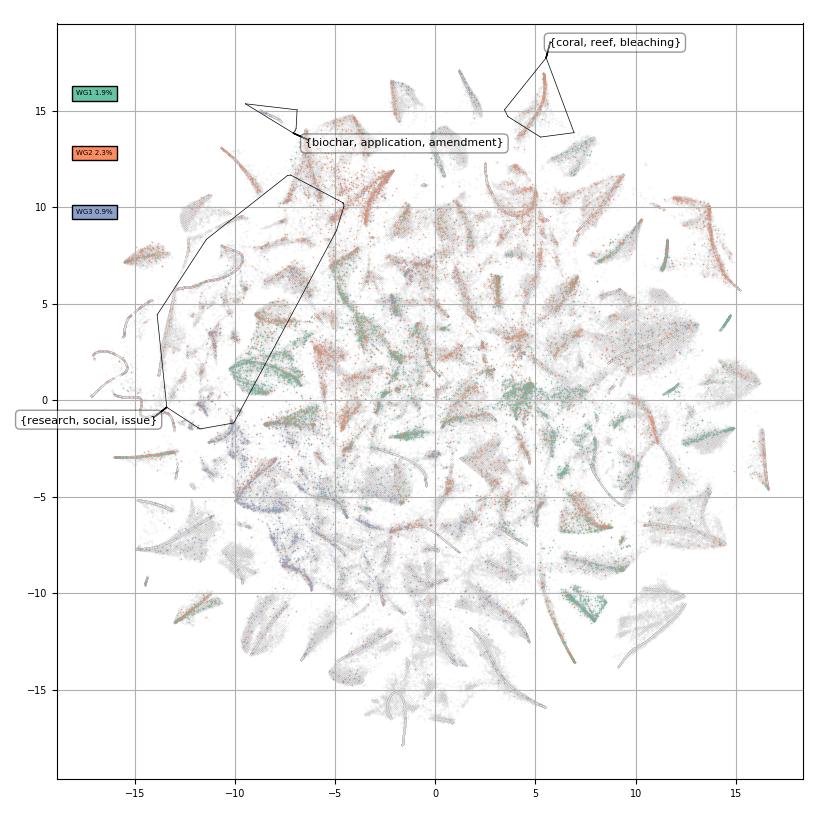 {coral, reef, bleaching}
WG1 1.9%
{biochar, application, amendment}
WG2 2.3%
WG3 0.9%
{research, social, issue}
15
10
5
0
−5
−10
−15
−15 −10 −5 0 5 10 15